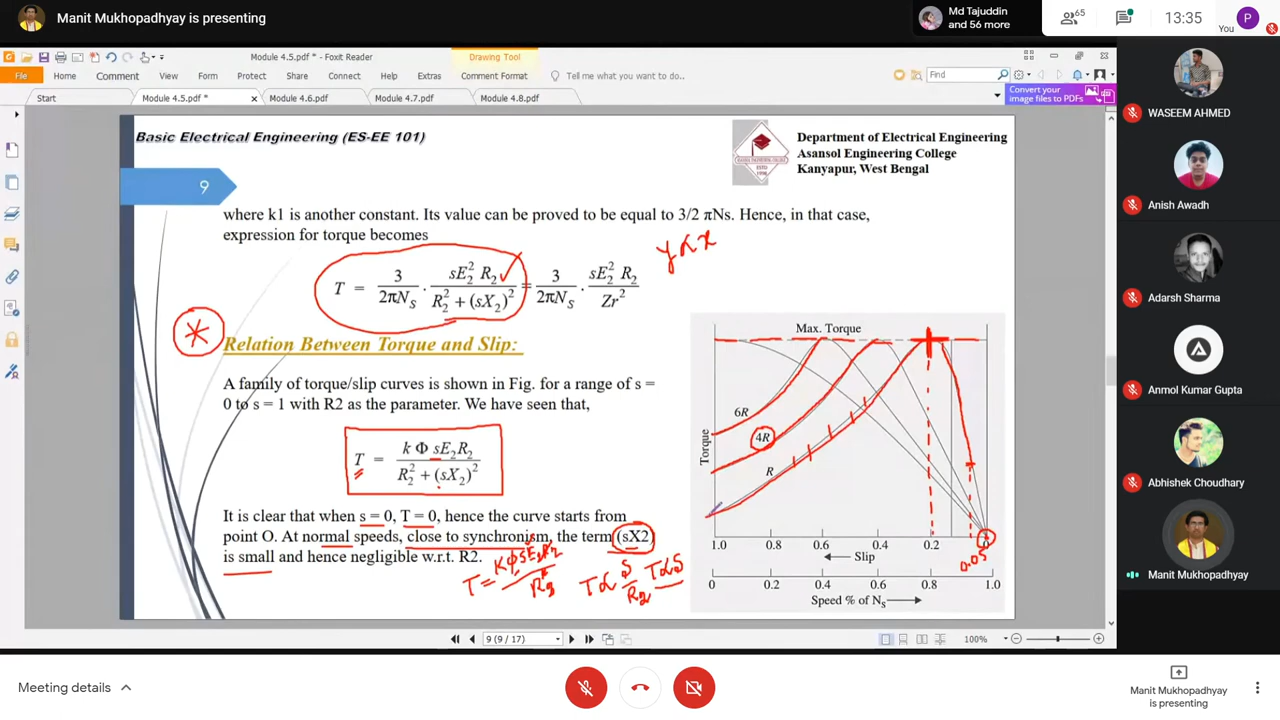 Manit Mukhopadhyay is presenting
Md Tajuddin
and 56 more
65
13:35
You
P
Module 4.5.pdf * - Foxit Reader
Drawing Tool
File Home Comment View Form Protect Share Connect Help Extras Comment Format Tell me what you want to do..
Find
Start
Module 4.5.pdf *
Module 4.6.pdf
Module 4.7.pdf
Module 4.8.pdf
Convert your
image files to PDFs
Basic Electrical Engineering (ES-EE 101)
Department of Electrical Engineering
Asansol Engineering College
Kanyapur, West Bengal
9
where k1 is another constant. Its value can be proved to be equal to 3/2 πNs. Hence, in that case,
expression for torque becomes
y∝x
T = 3/2πN_S · sE₂² R₂/R₂² + (sX₂)² = 3/2πN_S · sE₂² R₂/Zr²
Relation Between Torque and Slip:
A family of torque/slip curves is shown in Fig. for a range of s =
0 to s = 1 with R2 as the parameter. We have seen that,
T = k Φ sE₂R₂/R₂² + (sX₂)²
It is clear that when s = 0, T = 0, hence the curve starts from
point O. At normal speeds, close to synchronism, the term (sX2)
is small and hence negligible w.r.t. R2.
T∝ s/R₂ T∝s
Max. Torque
6R
4R
R
Torque
1.0 0.8 0.6 0.4 0.2
0.05
Slip
0 0.2 0.4 0.6 0.8 1.0
Speed % of Nₛ
9 (9 / 17)
100%
WASEEM AHMED
Anish Awadh
Adarsh Sharma
Anmol Kumar Gupta
Abhishek Choudhary
Manit Mukhopadhyay
Meeting details
Manit Mukhopadhyay
is presenting